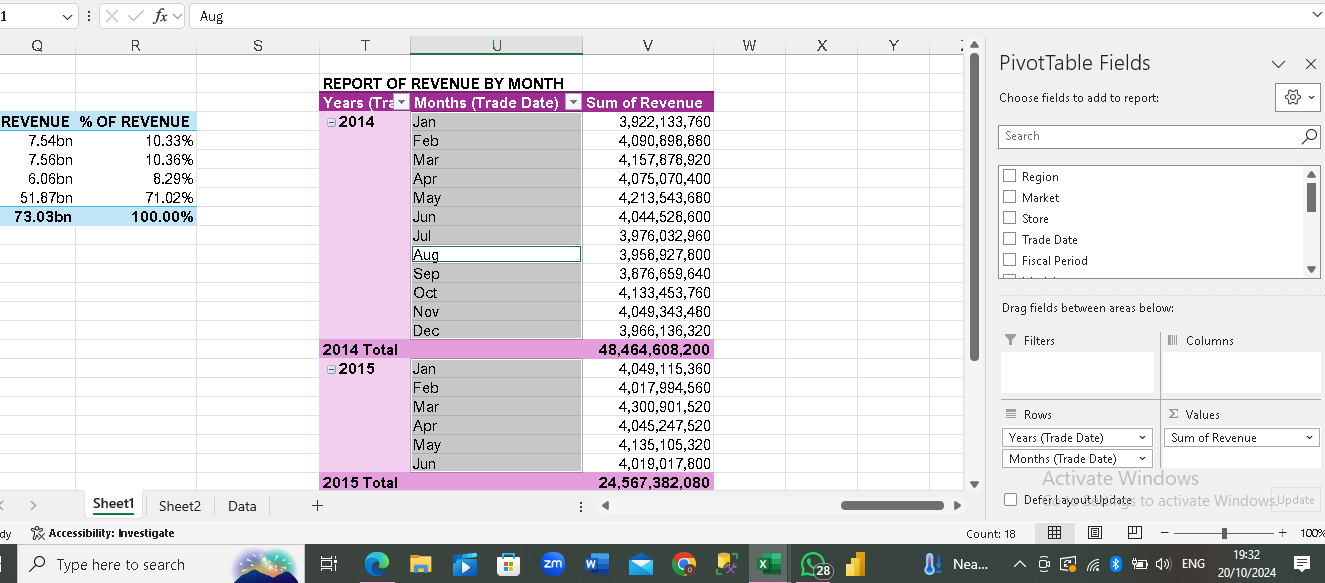 1 fx Aug
Q R S T U V W X Y
REPORT OF REVENUE BY MONTH
Years (Tra Months (Trade Date) Sum of Revenue
REVENUE % OF REVENUE
7.54bn 10.33%
7.56bn 10.36%
6.06bn 8.29%
51.87bn 71.02%
73.03bn 100.00%
2014 Jan 3,922,133,760
Feb 4,090,898,880
Mar 4,157,878,920
Apr 4,075,070,400
May 4,213,543,680
Jun 4,044,528,600
Jul 3,976,032,960
Aug 3,958,927,800
Sep 3,876,659,640
Oct 4,133,453,760
Nov 4,049,343,480
Dec 3,966,136,320
2014 Total 48,464,608,200
2015 Jan 4,049,115,360
Feb 4,017,994,560
Mar 4,300,901,520
Apr 4,045,247,520
May 4,135,105,320
Jun 4,019,017,800
2015 Total 24,567,382,080
PivotTable Fields
Choose fields to add to report:
Search
Region
Market
Store
Trade Date
Fiscal Period
Drag fields between areas below:
Filters
Columns
Rows
Years (Trade Date)
Months (Trade Date)
Σ Values
Sum of Revenue
Activate Windows
Go to Settings to activate Windows.
Defer Layout Update
Update
Sheet1 Sheet2 Data +
dy Accessibility: Investigate Count: 18 100%
Type here to search zm W X 28 Nea... ENG 19:32
20/10/2024